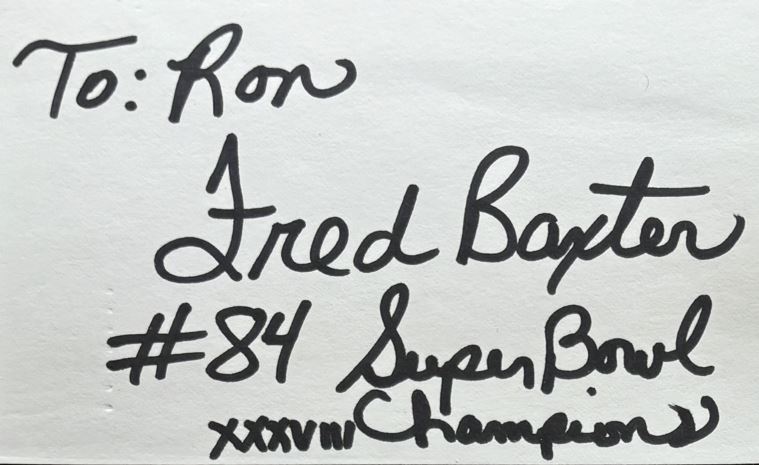 To: Ron
Fred Baxter
#84 Super Bowl
XXXVIII Champions